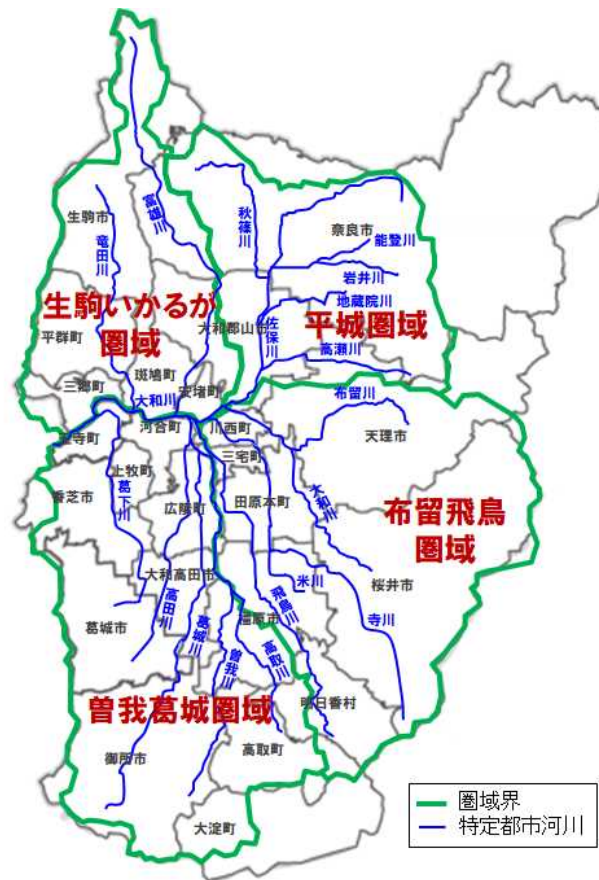 生駒市
富雄川
秋篠川
奈良市
能登川
竜田川
岩井川
地蔵院川
生駒いかるが
圏域
平城圏域
大和郡山市
佐保川
高瀬川
平群町
斑鳩町
三郷町
安堵町
大和川
布留川
王寺町
河合町
川西町
天理市
三宅町
上牧町
香芝市
葛下川
広陵町
田原本町
大和川
布留飛鳥
圏域
大和高田市
米川
桜井市
高田川
葛城川
飛鳥川
寺川
橿原市
葛城市
曽我川
高取川
明日香村
曽我葛城圏域
御所市
高取町
大淀町
圏域界
特定都市河川